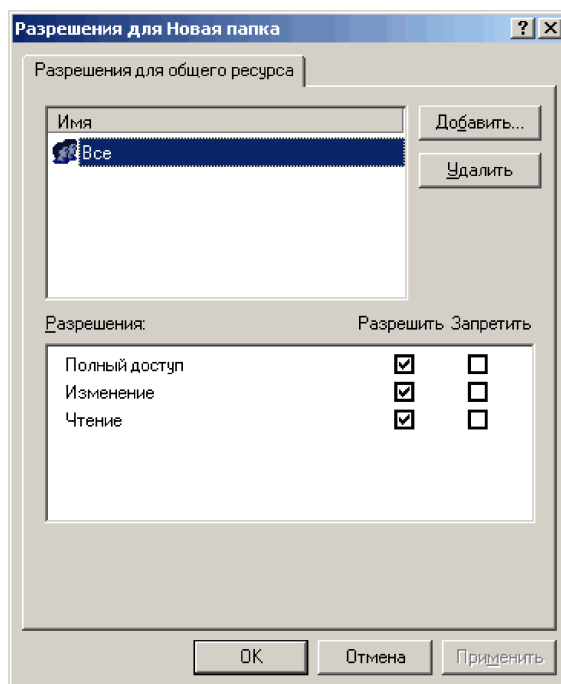 Разрешения для Новая папка
Разрешения для общего ресурса
Имя
Добавить...
Все
Удалить
Разрешения: Разрешить Запретить
Полный доступ
Изменение
Чтение
OK Отмена Применить